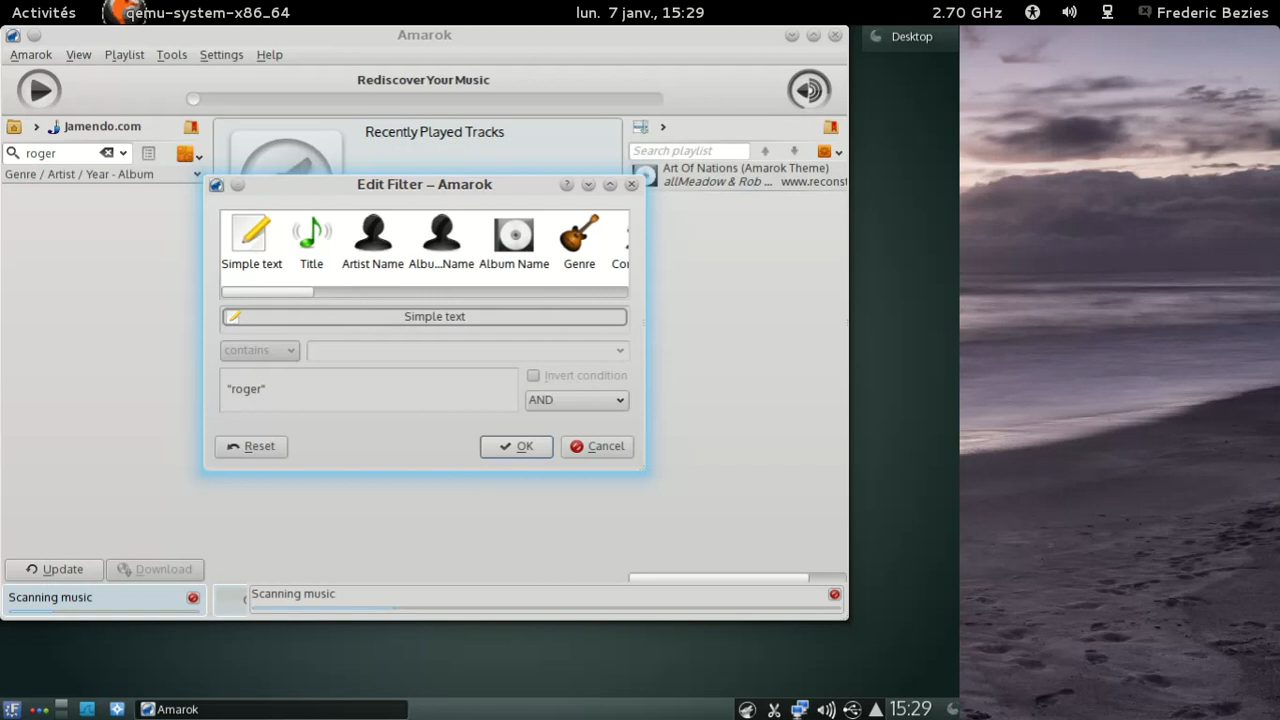 Activités
qemu-system-x86_64
lun. 7 janv., 15:29
2.70 GHz
Frederic Bezies
Amarok
Desktop
Amarok View Playlist Tools Settings Help
Rediscover Your Music
Jamendo.com
Recently Played Tracks
roger
Search playlist
Genre / Artist / Year - Album
Art Of Nations (Amarok Theme)
allMeadow & Rob ... www.reconst
Edit Filter – Amarok
Simple text
Title
Artist Name
Albu...Name
Album Name
Genre
Co
Simple text
contains
"roger"
Invert condition
AND
Reset
OK
Cancel
Update
Download
Scanning music
Scanning music
Amarok
15:29